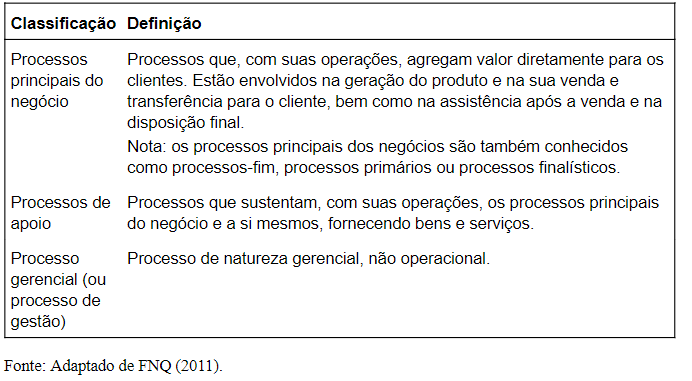 Classificação Definição
Processos principais do negócio
Processos que, com suas operações, agregam valor diretamente para os
clientes. Estão envolvidos na geração do produto e na sua venda e
transferência para o cliente, bem como na assistência após a venda e na
disposição final.
Nota: os processos principais dos negócios são também conhecidos
como processos-fim, processos primários ou processos finalísticos.
Processos de
apoio
Processos que sustentam, com suas operações, os processos principais
do negócio e a si mesmos, fornecendo bens e serviços.
Processo
gerencial (ou
processo de
gestão)
Processo de natureza gerencial, não operacional.
Fonte: Adaptado de FNQ (2011).